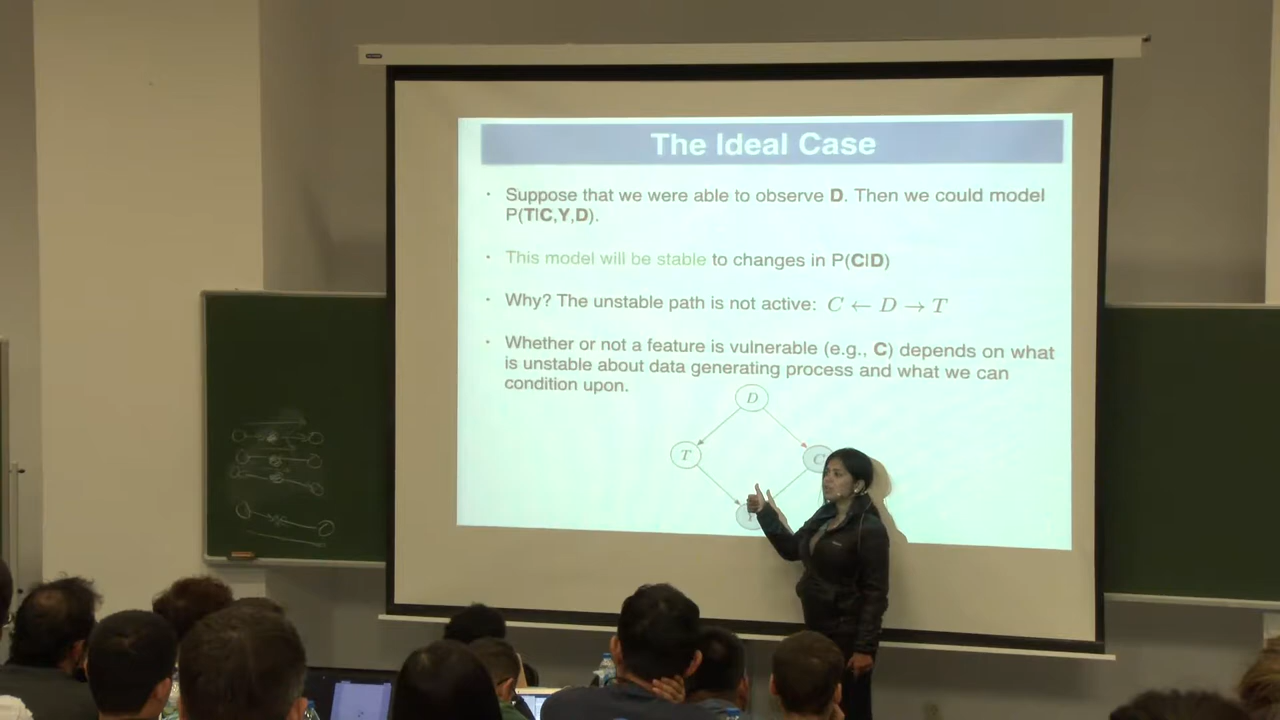 The Ideal Case
· Suppose that we were able to observe D. Then we could model
P(T|C,Y,D).
· This model will be stable to changes in P(C|D)
· Why? The unstable path is not active: C ← D → T
· Whether or not a feature is vulnerable (e.g., C) depends on what
is unstable about data generating process and what we can
condition upon.
D
T
C
Y